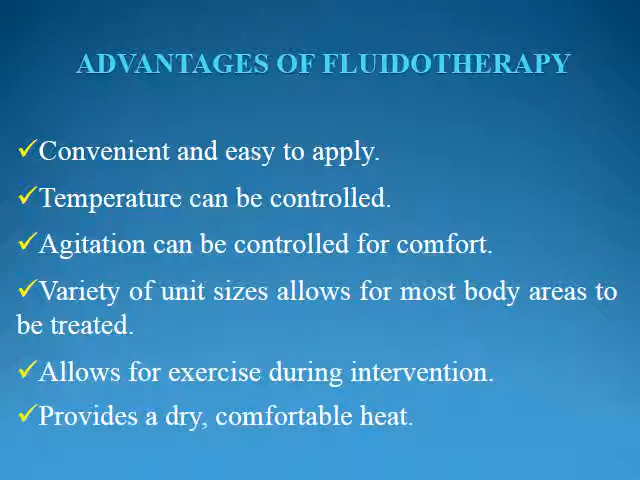 ADVANTAGES OF FLUIDOTHERAPY
✓Convenient and easy to apply.
✓Temperature can be controlled.
✓Agitation can be controlled for comfort.
✓Variety of unit sizes allows for most body areas to
be treated.
✓Allows for exercise during intervention.
✓Provides a dry, comfortable heat.